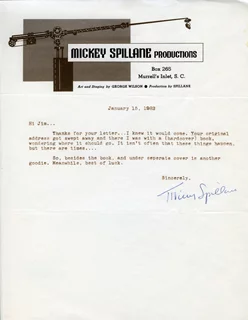 MICKEY SPILLANE PRODUCTIONS
Box 265
Murrell's Inlet, S. C.
Art and Staging by GEORGE WILSON • Production by SPILLANE
January 15, 1962
Hi Jim...
Thanks for your letter...I knew it would come. Your original
address got swept away and there I was with a (hardcover) book,
wondering where it should go. It isn't often that these things happen,
but there are times....
So, besides the book, and under separate cover is another
goodie. Meanwhile, best of luck.
Sincerely,
Mickey Spillane